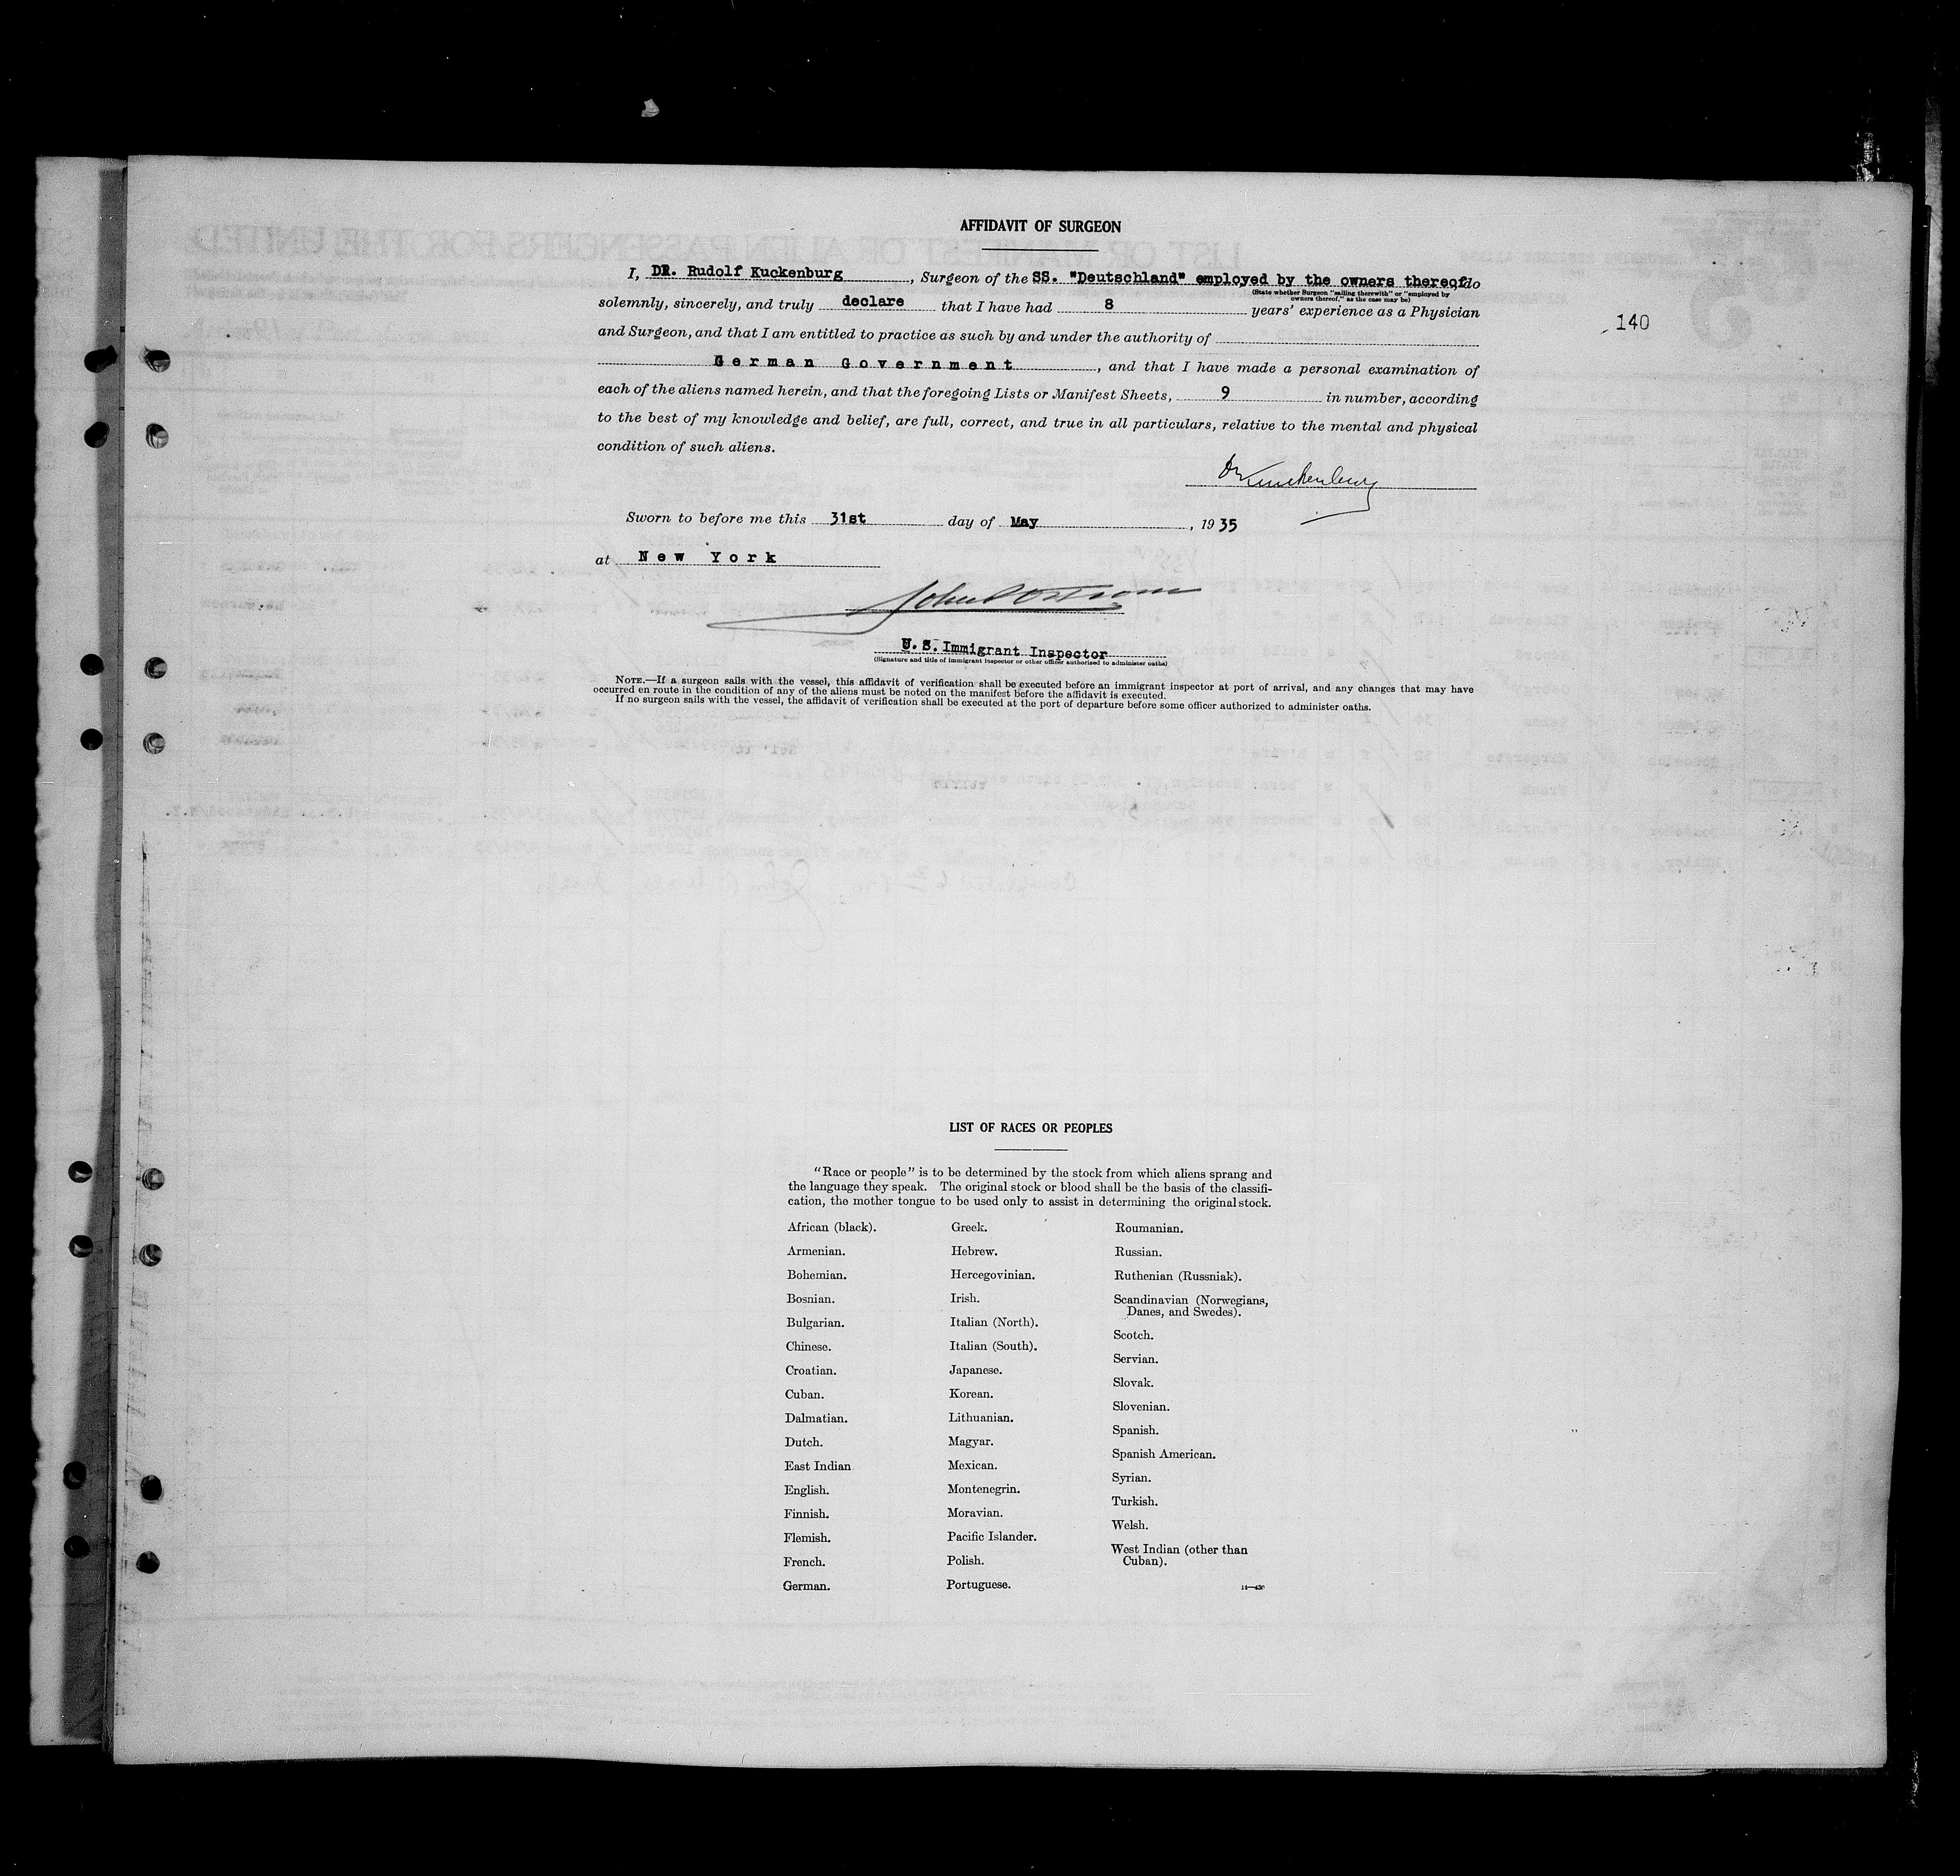 AFFIDAVIT OF SURGEON
I, DR. Rudolf Kuckenburg, Surgeon of the SS. "Deutschland" employed by the owners thereof, do
(State whether Surgeon "sailing therewith" or "employed by
owners thereof," as the case may be)
solemnly, sincerely, and truly declare that I have had 8 years' experience as a Physician
140
and Surgeon, and that I am entitled to practice as such by and under the authority of
German Government, and that I have made a personal examination of
each of the aliens named herein, and that the foregoing Lists or Manifest Sheets, 9 in number, according
to the best of my knowledge and belief, are full, correct, and true in all particulars, relative to the mental and physical
condition of such aliens.
Dr Kuckenburg
Sworn to before me this 31st day of May, 1935
at New York
U. S. Immigrant Inspector
(Signature and title of immigrant inspector or other officer authorized to administer oaths)
NOTE.—If a surgeon sails with the vessel, this affidavit of verification shall be executed before an immigrant inspector at port of arrival, and any changes that may have
occurred en route in the condition of any of the aliens must be noted on the manifest before the affidavit is executed.
If no surgeon sails with the vessel, the affidavit of verification shall be executed at the port of departure before some officer authorized to administer oaths.
LIST OF RACES OR PEOPLES
"Race or people" is to be determined by the stock from which aliens sprang and
the language they speak. The original stock or blood shall be the basis of the classifi-
cation, the mother tongue to be used only to assist in determining the original stock.
African (black).
Armenian.
Bohemian.
Bosnian.
Bulgarian.
Chinese.
Croatian.
Cuban.
Dalmatian.
Dutch.
East Indian
English.
Finnish.
Flemish.
French.
German.
Greek.
Hebrew.
Hercegovinian.
Irish.
Italian (North).
Italian (South).
Japanese.
Korean.
Lithuanian.
Magyar.
Mexican.
Montenegrin.
Moravian.
Pacific Islander.
Polish.
Portuguese.
Roumanian.
Russian.
Ruthenian (Russniak).
Scandinavian (Norwegians,
Danes, and Swedes).
Scotch.
Servian.
Slovak.
Slovenian.
Spanish.
Spanish American.
Syrian.
Turkish.
Welsh.
West Indian (other than
Cuban).